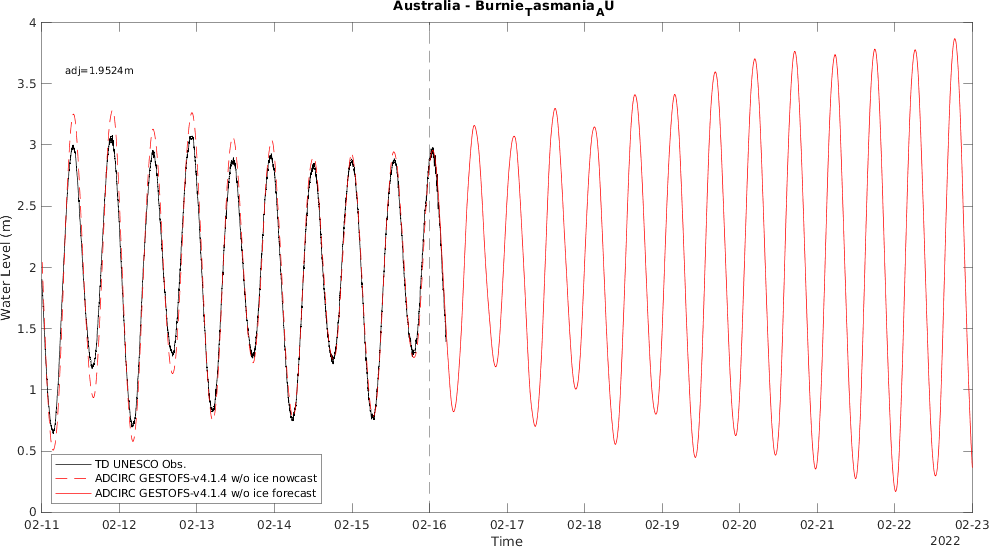 Australia - Burnie_Tasmania_AU
4
adj=1.9524m
3.5
3
2.5
2
1.5
1
0.5
0
Water Level (m)
TD UNESCO Obs.
ADCIRC GESTOFS-v4.1.4 w/o ice nowcast
ADCIRC GESTOFS-v4.1.4 w/o ice forecast
02-11 02-12 02-13 02-14 02-15 02-16 02-17 02-18 02-19 02-20 02-21 02-22 02-23
Time
2022